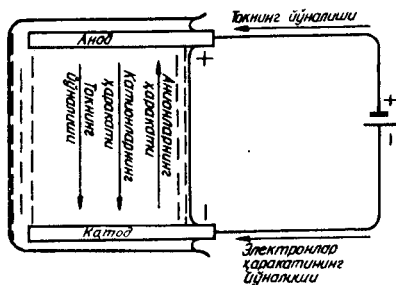 Токнинг йўналиши
Анод
+
+
−
Токнинг
йўналиши
Катионларнинг
ҳаракати
Анионларнинг
ҳаракати
−
Катод
Электронлар
ҳаракатининг
йўналиши